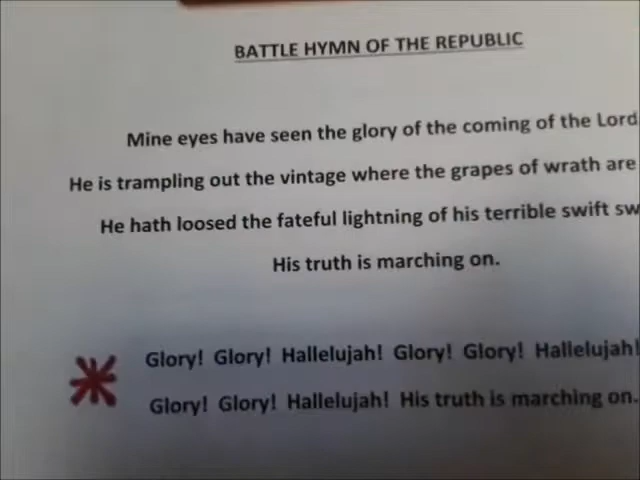 BATTLE HYMN OF THE REPUBLIC
Mine eyes have seen the glory of the coming of the Lord
He is trampling out the vintage where the grapes of wrath are
He hath loosed the fateful lightning of his terrible swift sw
His truth is marching on.
Glory! Glory! Hallelujah! Glory! Glory! Hallelujah!
Glory! Glory! Hallelujah! His truth is marching on.